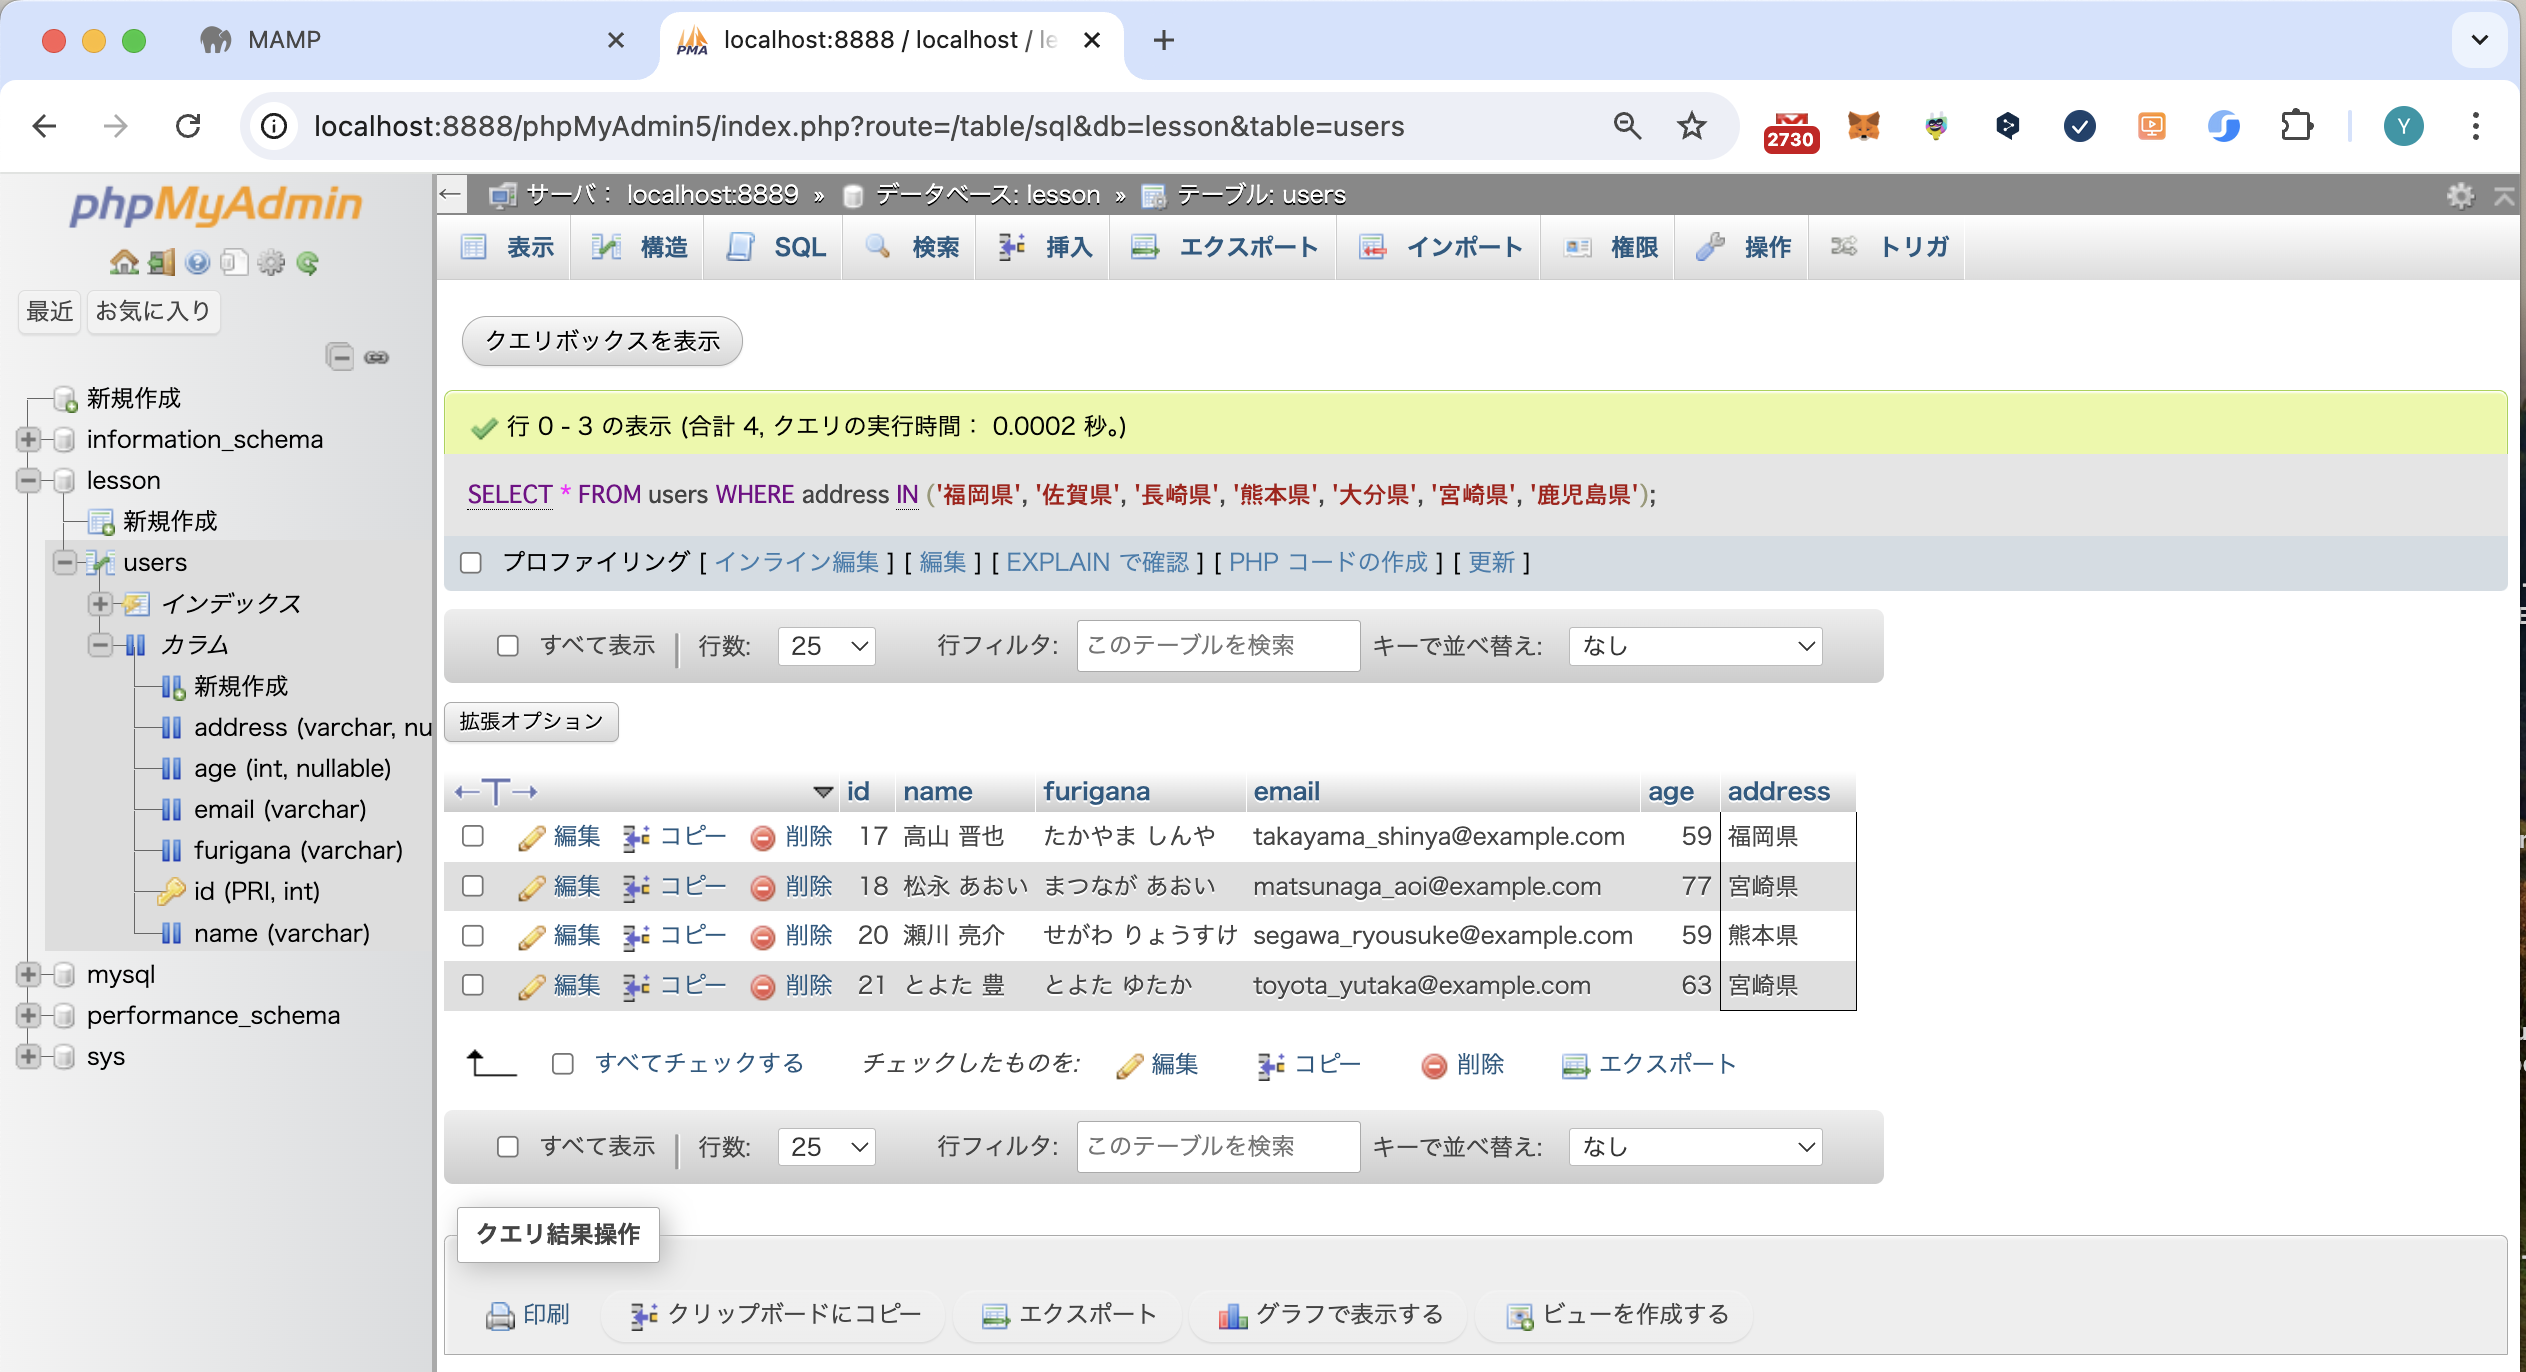 MAMP
PMA localhost:8888 / localhost / le
localhost:8888/phpMyAdmin5/index.php?route=/table/sql&db=lesson&table=users
2730
Y
phpMyAdmin
最近 お気に入り
新規作成
information_schema
lesson
新規作成
users
インデックス
カラム
新規作成
address (varchar, nu
age (int, nullable)
email (varchar)
furigana (varchar)
id (PRI, int)
name (varchar)
mysql
performance_schema
sys
サーバ： localhost:8889 » データベース: lesson » テーブル: users
表示 構造 SQL 検索 挿入 エクスポート インポート 権限 操作 トリガ
クエリボックスを表示
行 0 - 3 の表示 (合計 4, クエリの実行時間： 0.0002 秒。)
SELECT * FROM users WHERE address IN ('福岡県', '佐賀県', '長崎県', '熊本県', '大分県', '宮崎県', '鹿児島県');
プロファイリング [ インライン編集 ] [ 編集 ] [ EXPLAIN で確認 ] [ PHP コードの作成 ] [ 更新 ]
すべて表示 | 行数: 25 行フィルタ: このテーブルを検索 キーで並べ替え: なし
拡張オプション
←T→ id name furigana email age address
編集 コピー 削除 17 高山 晋也 たかやま しんや takayama_shinya@example.com 59 福岡県
編集 コピー 削除 18 松永 あおい まつなが あおい matsunaga_aoi@example.com 77 宮崎県
編集 コピー 削除 20 瀬川 亮介 せがわ りょうすけ segawa_ryousuke@example.com 59 熊本県
編集 コピー 削除 21 とよた 豊 とよた ゆたか toyota_yutaka@example.com 63 宮崎県
すべてチェックする チェックしたものを: 編集 コピー 削除 エクスポート
すべて表示 | 行数: 25 行フィルタ: このテーブルを検索 キーで並べ替え: なし
クエリ結果操作
印刷 クリップボードにコピー エクスポート グラフで表示する ビューを作成する